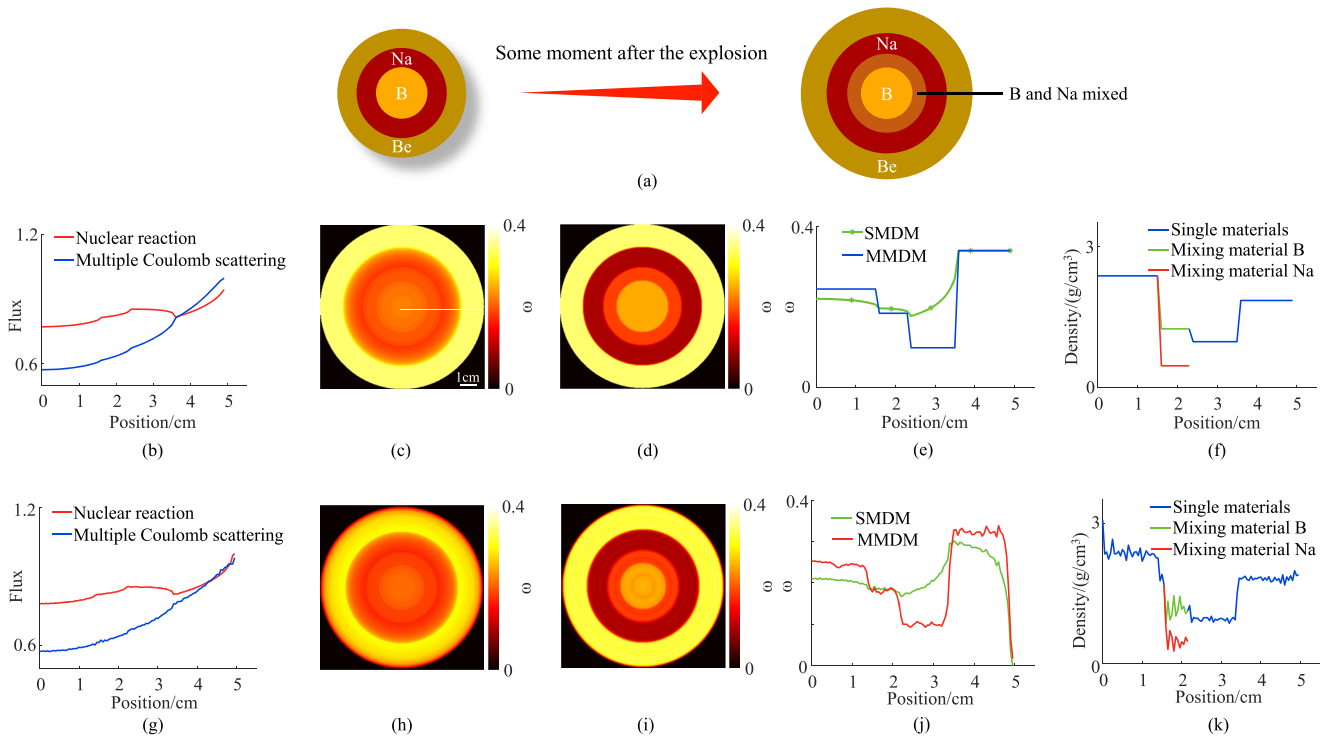 Na
B
Be
Some moment after the explosion
Na
B
Be
B and Na mixed
(a)
1.2
0.6
Flux
Nuclear reaction
Multiple Coulomb scattering
0 1 2 3 4 5
Position/cm
(b)
1cm
0.4
ω
0
(c)
0.4
ω
0
(d)
0.4
0
ω
SMDM
MMDM
0 1 2 3 4 5
Position/cm
(e)
3
0
Density/(g/cm³)
Single materials
Mixing material B
Mixing material Na
0 1 2 3 4 5
Position/cm
(f)
1.2
0.6
Flux
Nuclear reaction
Multiple Coulomb scattering
0 1 2 3 4 5
Position/cm
(g)
0.4
ω
0
(h)
0.4
ω
0
(i)
0.4
0
ω
SMDM
MMDM
0 1 2 3 4 5
Position/cm
(j)
3
0
Density/(g/cm³)
Single materials
Mixing material B
Mixing material Na
0 1 2 3 4 5
Position/cm
(k)